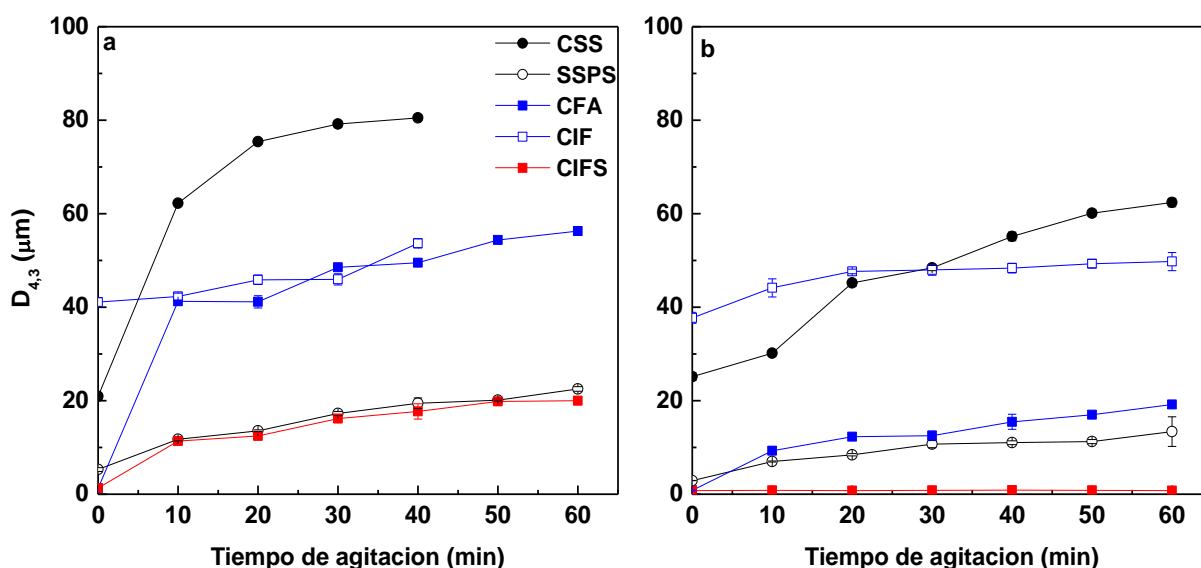 a
CSS
SSPS
CFA
CIF
CIFS
100
80
60
40
20
0
D4,3 (μm)
0 10 20 30 40 50 60
Tiempo de agitacion (min)
b
100
80
60
40
20
0
0 10 20 30 40 50 60
Tiempo de agitacion (min)